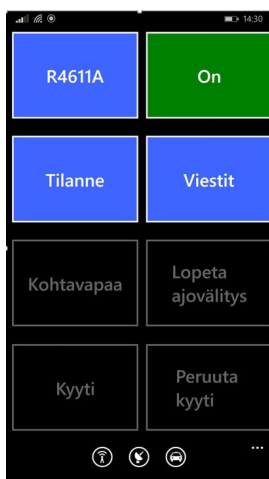 14:30
R4611A
On
Tilanne
Viestit
Kohtavapaa
Lopeta
ajovälitys
Kyyti
Peruuta
kyyti